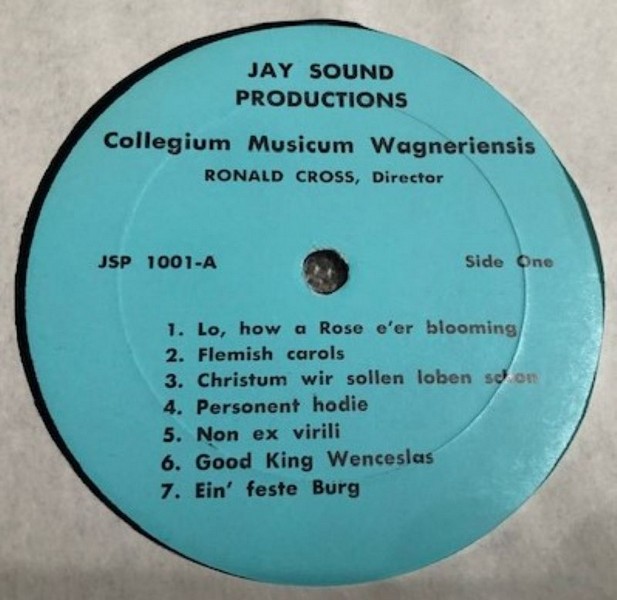 JAY SOUND
PRODUCTIONS
Collegium Musicum Wagneriensis
RONALD CROSS, Director
JSP 1001-A Side One
1. Lo, how a Rose e'er blooming
2. Flemish carols
3. Christum wir sollen loben schon
4. Personent hodie
5. Non ex virili
6. Good King Wenceslas
7. Ein' feste Burg